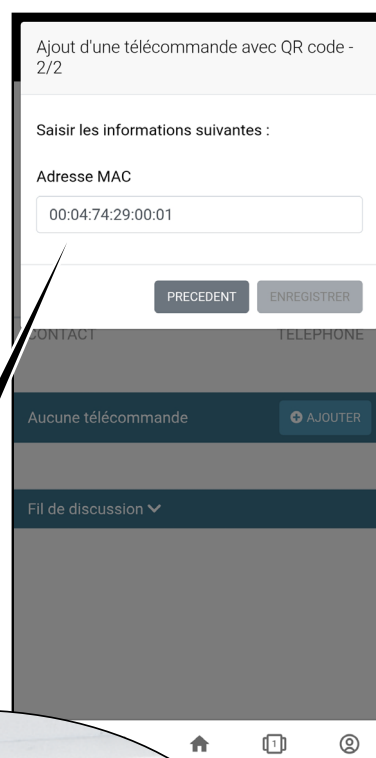 Ajout d'une télécommande avec QR code -
2/2
Saisir les informations suivantes :
Adresse MAC
00:04:74:29:00:01
PRECEDENT ENREGISTRER
CONTACT TELEPHONE
Aucune télécommande AJOUTER
Fil de discussion
1